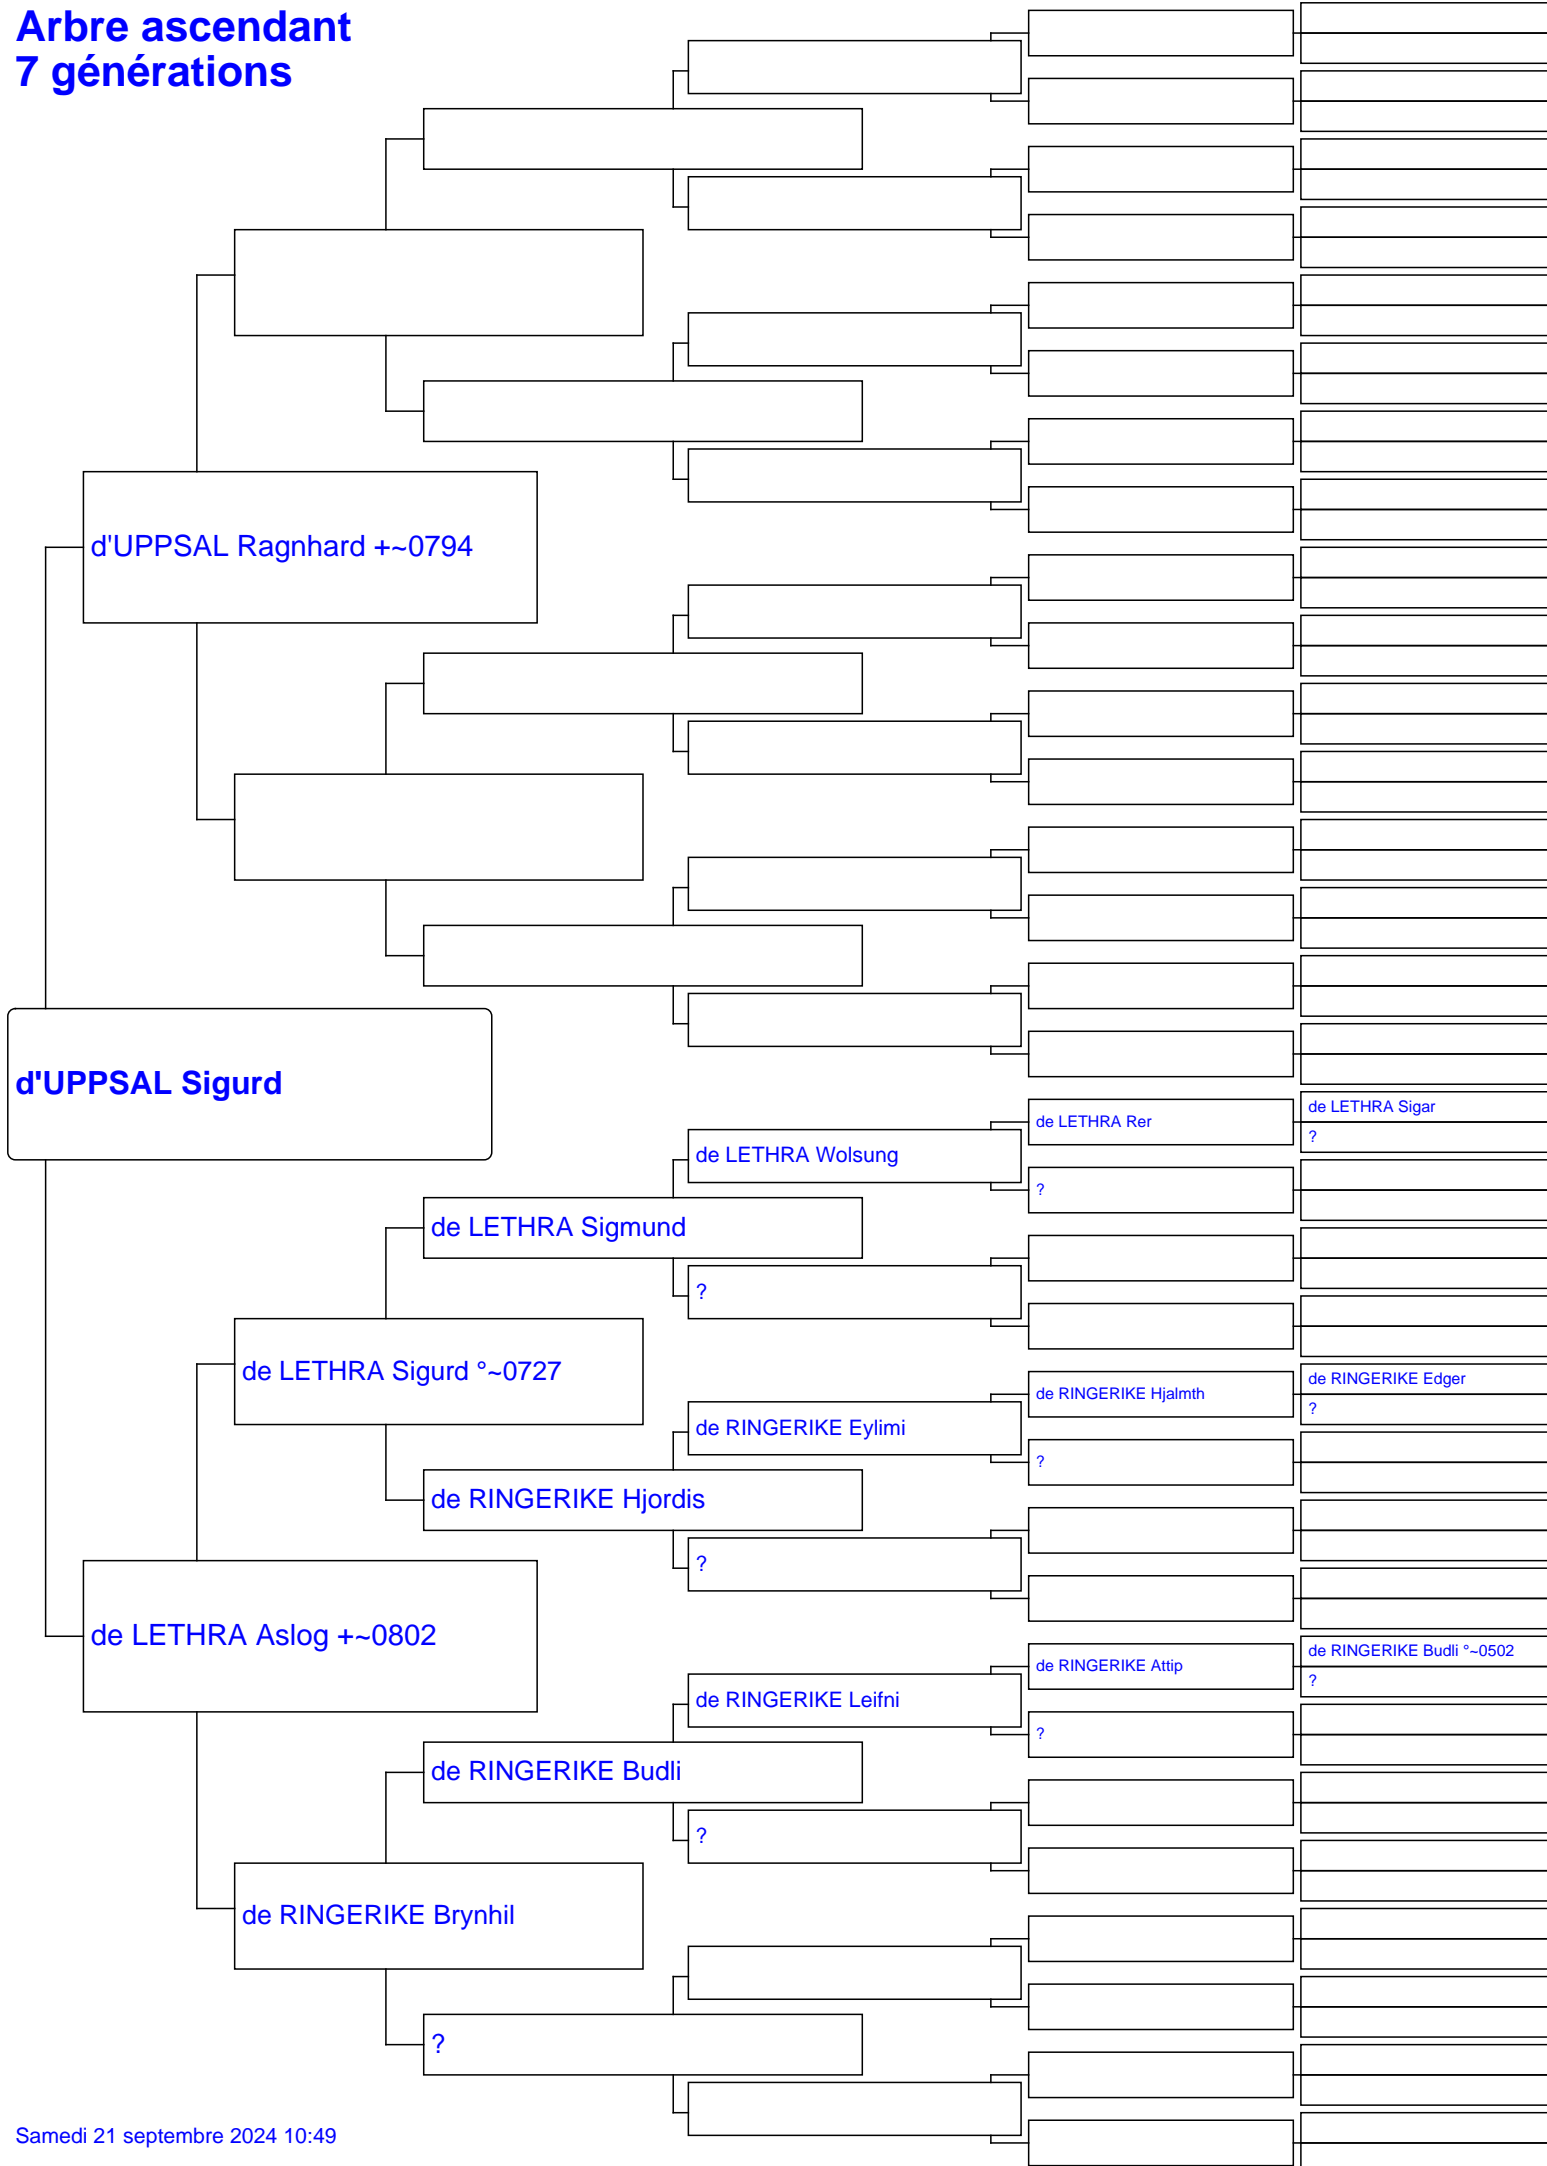 Arbre ascendant
7 générations
d'UPPSAL Ragnhard +~0794
d'UPPSAL Sigurd
de LETHRA Rer
de LETHRA Sigar
?
de LETHRA Wolsung
?
de LETHRA Sigmund
?
de LETHRA Sigurd °~0727
de RINGERIKE Hjalmth
de RINGERIKE Edger
?
de RINGERIKE Eylimi
?
de RINGERIKE Hjordis
?
de LETHRA Aslog +~0802
de RINGERIKE Attip
de RINGERIKE Budli °~0502
?
de RINGERIKE Leifni
?
de RINGERIKE Budli
?
de RINGERIKE Brynhil
?
Samedi 21 septembre 2024 10:49